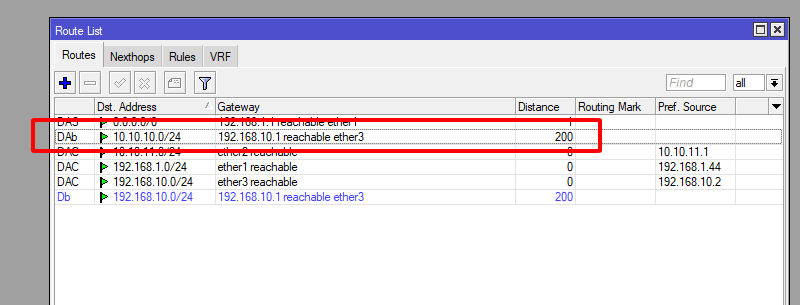 Route List
Routes Nexthops Rules VRF
Find all
Dst. Address Gateway Distance Routing Mark Pref. Source
DAS 0.0.0.0/0 192.168.1.1 reachable ether1 1
DAb 10.10.10.0/24 192.168.10.1 reachable ether3 200
DAC 10.10.11.0/24 ether2 reachable 0 10.10.11.1
DAC 192.168.1.0/24 ether1 reachable 0 192.168.1.44
DAC 192.168.10.0/24 ether3 reachable 0 192.168.10.2
Db 192.168.10.0/24 192.168.10.1 reachable ether3 200